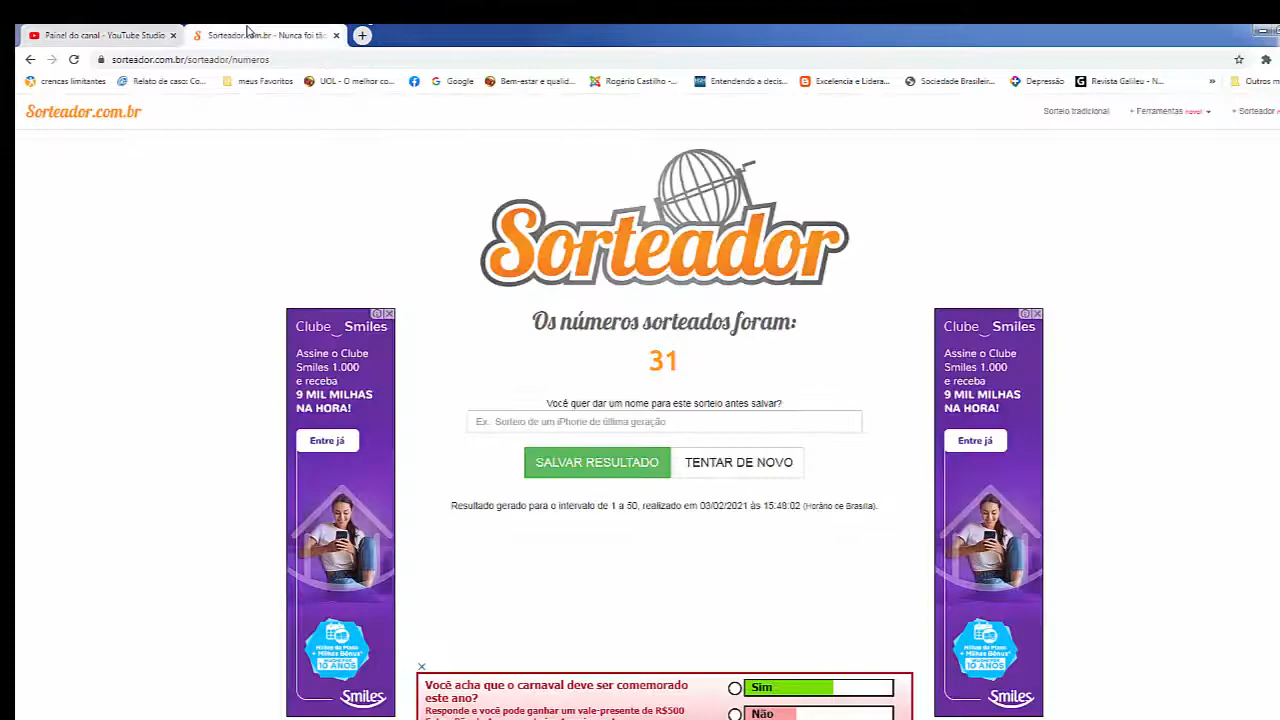 Painel do canal - YouTube Studio
Sorteador.com.br - Nunca foi tão
sorteador.com.br/sorteador/numeros
crencas limitantes
Relato de caso: Co...
meus Favoritos
UOL - O melhor co...
Google
Bem-estar e qualid...
Rogério Castilho -...
Entendendo a decis...
Excelencia e Lidera...
Sociedade Brasileir...
Depressão
Revista Galileu - N...
»
Outros m
Sorteador.com.br
Sorteio tradicional
+ Ferramentas novo!
+ Sorteador
Sorteador
Os números sorteados foram:
31
Você quer dar um nome para este sorteio antes salvar?
Ex. Sorteio de um iPhone de última geração
SALVAR RESULTADO
TENTAR DE NOVO
Resultado gerado para o intervalo de 1 a 50, realizado em 03/02/2021 às 15:48:02 (Horário de Brasília).
Clube Smiles
Assine o Clube
Smiles 1.000
e receba
9 MIL MILHAS
NA HORA!
Entre já
10 ANOS
Smiles
Clube Smiles
Assine o Clube
Smiles 1.000
e receba
9 MIL MILHAS
NA HORA!
Entre já
10 ANOS
Smiles
Você acha que o carnaval deve ser comemorado
este ano?
Responde e você pode ganhar um vale-presente de R$500
Sim
Não